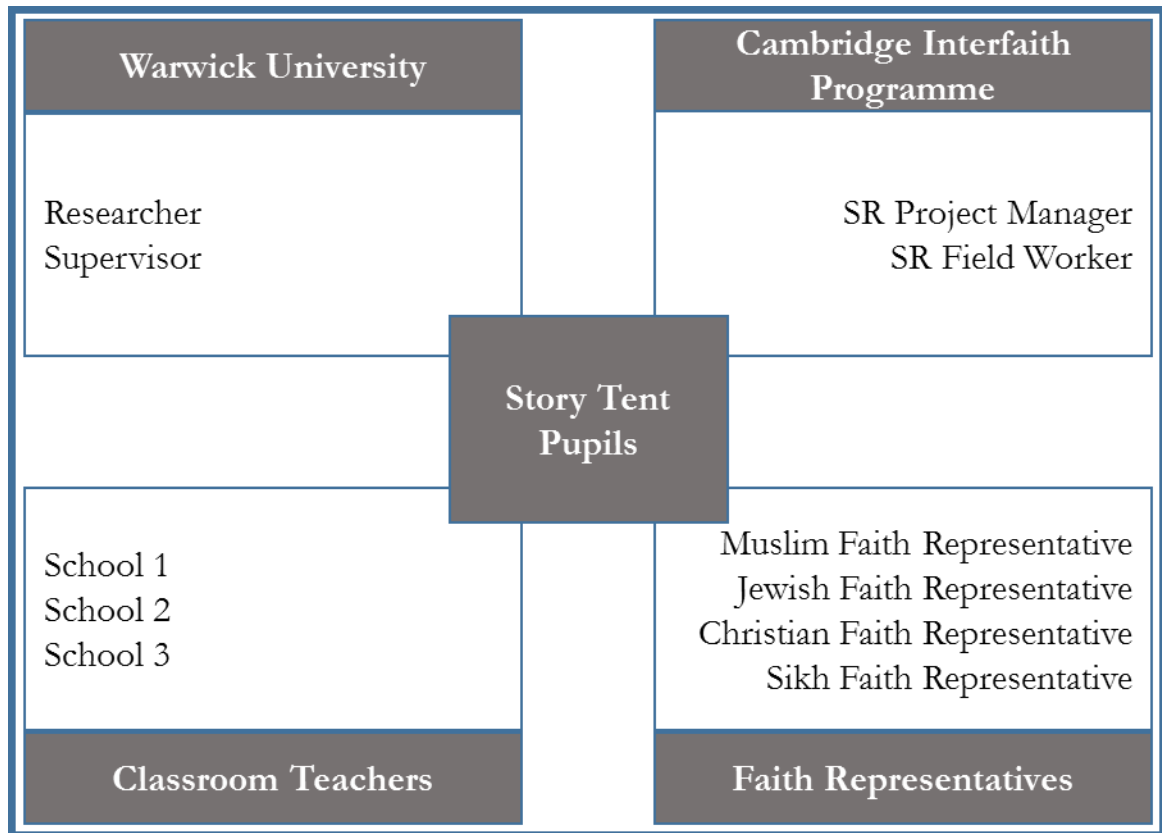 Warwick University
Researcher
Supervisor
Cambridge Interfaith
Programme
SR Project Manager
SR Field Worker
Story Tent
Pupils
School 1
School 2
School 3
Classroom Teachers
Muslim Faith Representative
Jewish Faith Representative
Christian Faith Representative
Sikh Faith Representative
Faith Representatives